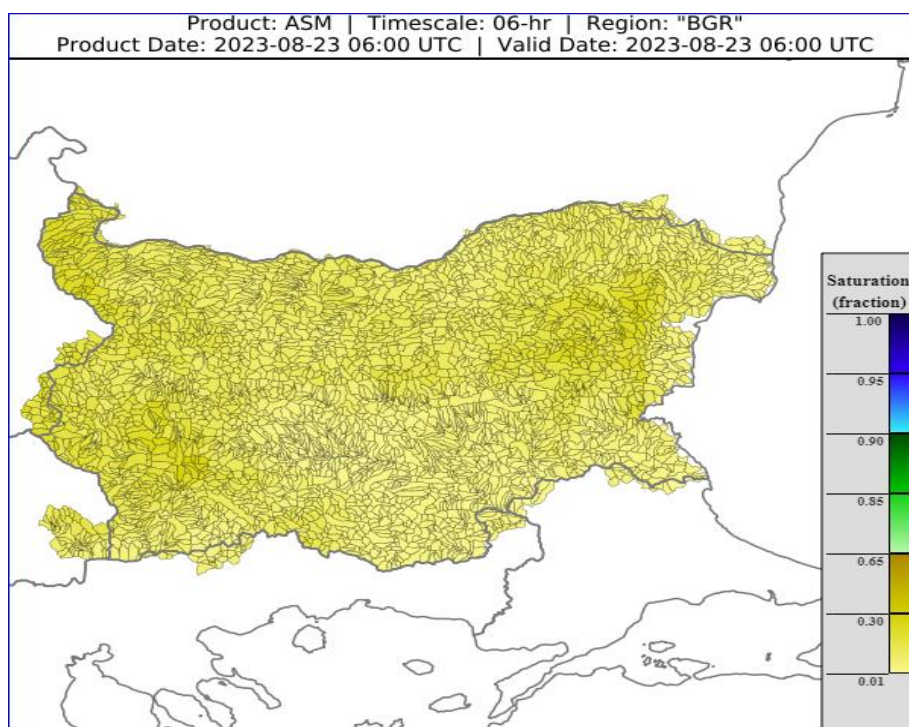 Product: ASM | Timescale: 06-hr | Region: "BGR"
Product Date: 2023-08-23 06:00 UTC | Valid Date: 2023-08-23 06:00 UTC
Saturation
(fraction)
1.00
0.95
0.90
0.85
0.65
0.30
0.01